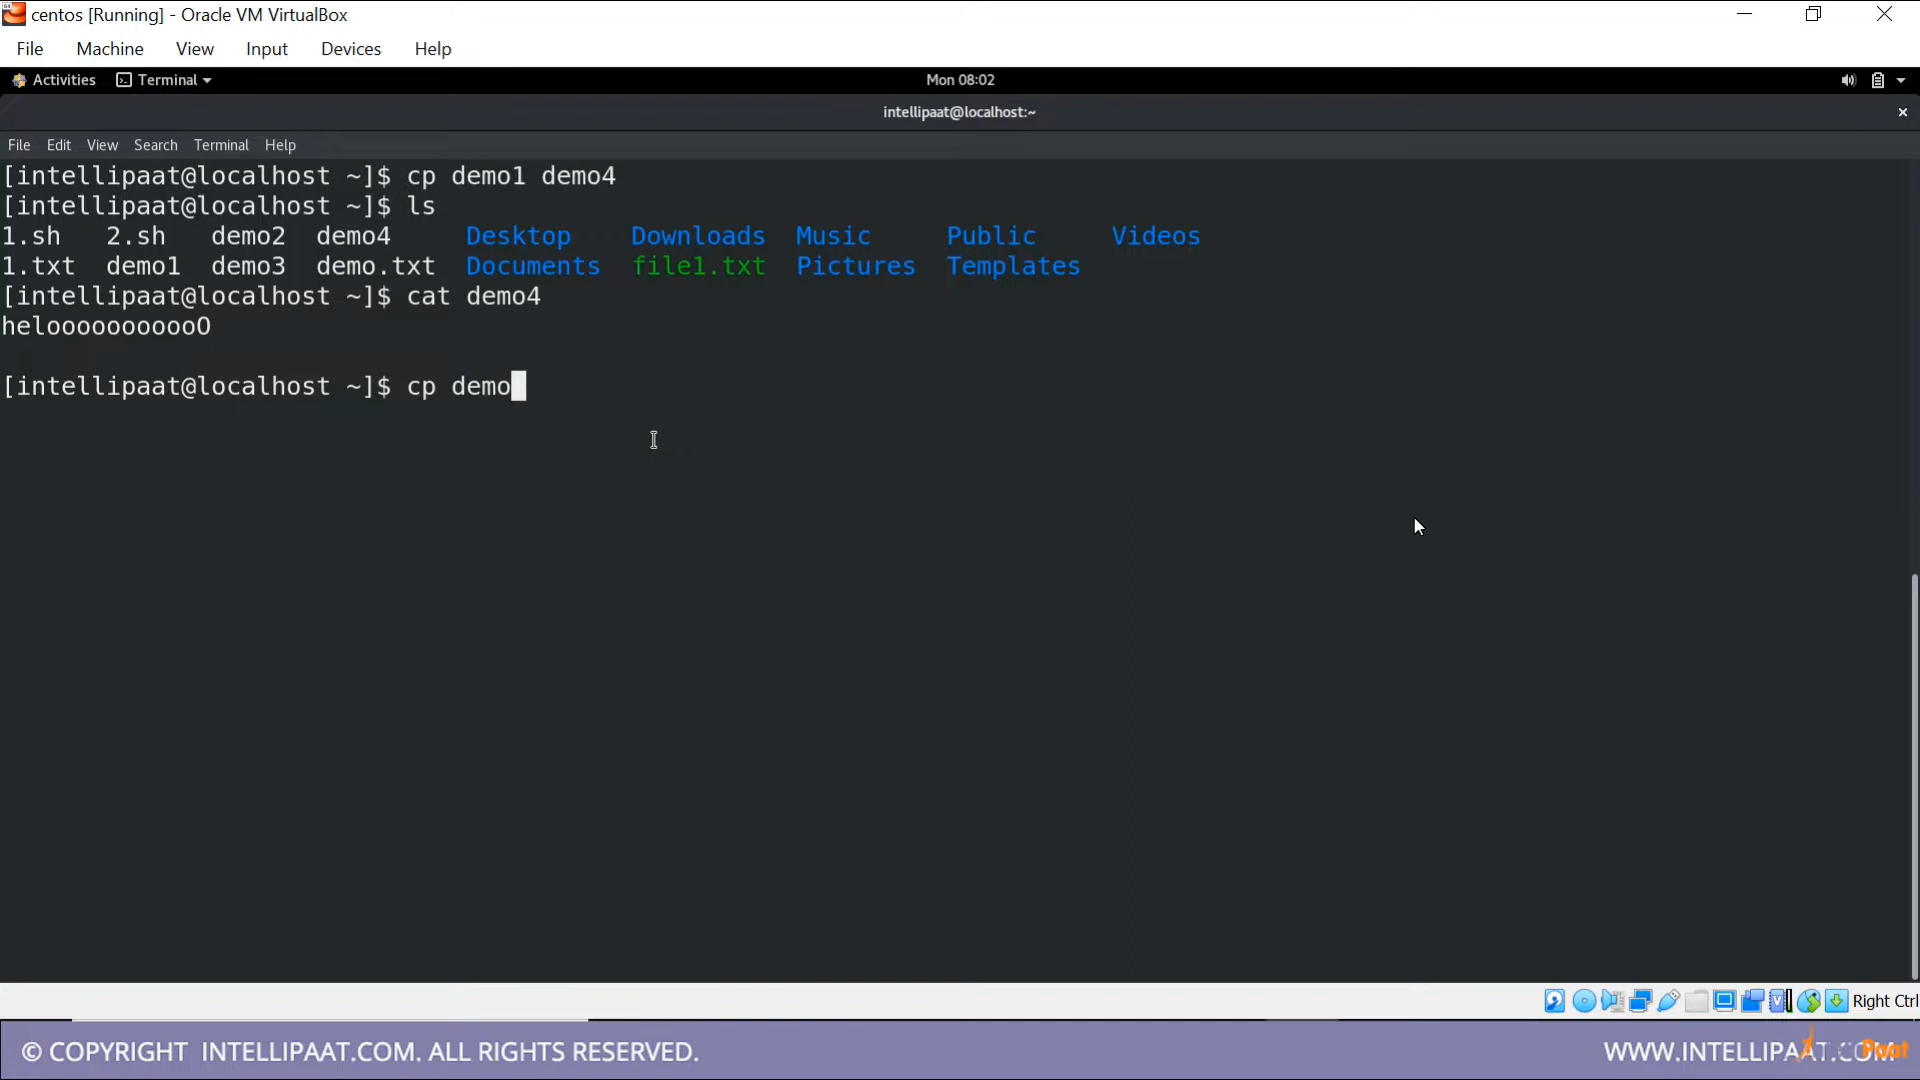 centos [Running] - Oracle VM VirtualBox
File Machine View Input Devices Help
Activities Terminal Mon 08:02
intellipaat@localhost:~
File Edit View Search Terminal Help
[intellipaat@localhost ~]$ cp demo1 demo4
[intellipaat@localhost ~]$ ls
1.sh 2.sh demo2 demo4 Desktop Downloads Music Public Videos
1.txt demo1 demo3 demo.txt Documents file1.txt Pictures Templates
[intellipaat@localhost ~]$ cat demo4
heloooooooooooO
[intellipaat@localhost ~]$ cp demo
Right Ctrl
© COPYRIGHT INTELLIPAAT.COM. ALL RIGHTS RESERVED. WWW.INTELLIPAAT.COM